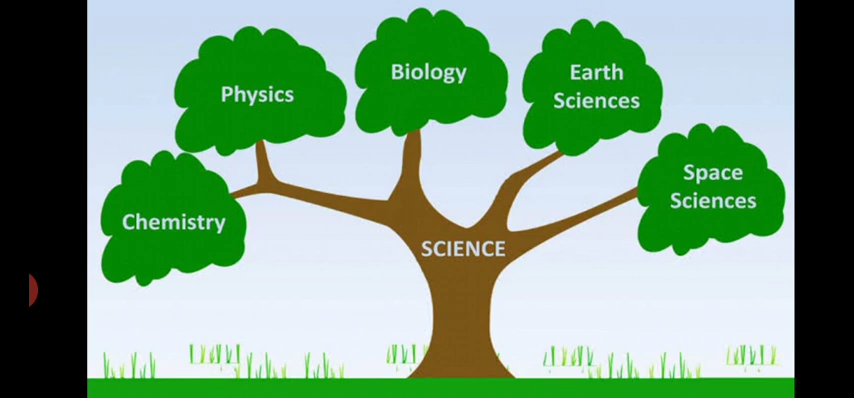 Physics
Biology
Earth
Sciences
Space
Sciences
Chemistry
SCIENCE